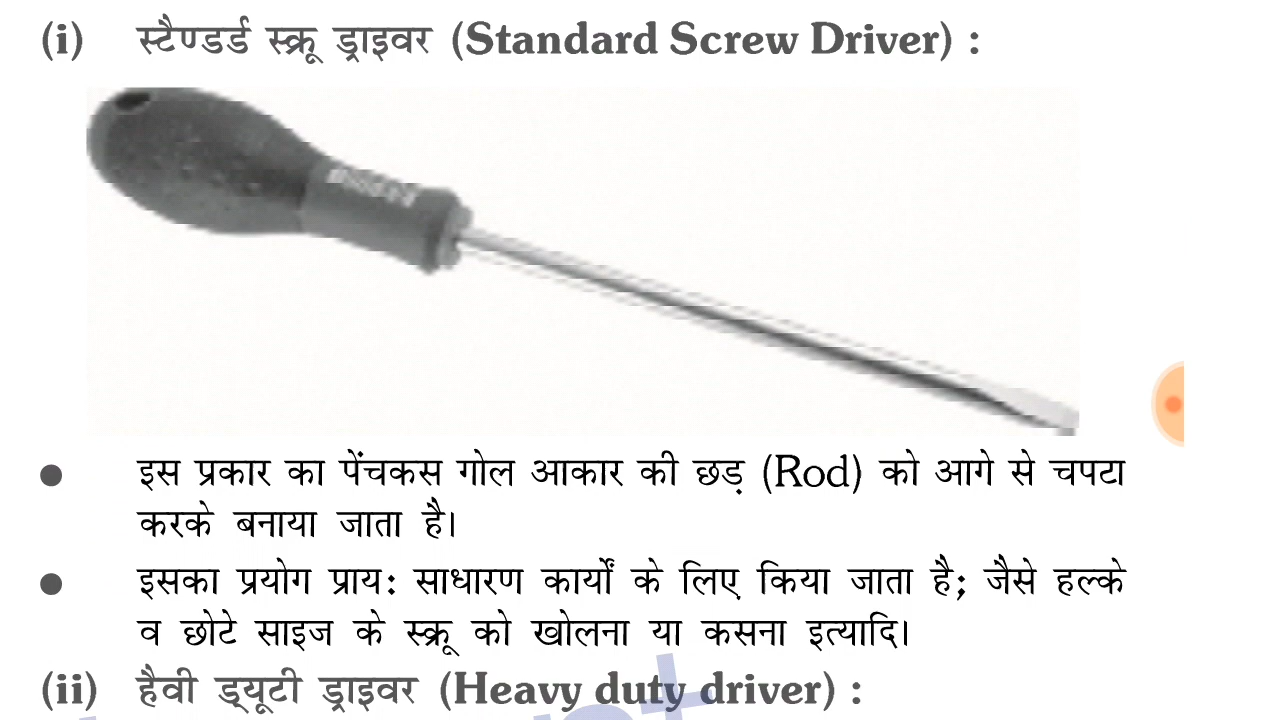 (i) स्टैण्डर्ड स्क्रू ड्राइवर (Standard Screw Driver) :
● इस प्रकार का पेंचकस गोल आकार की छड़ (Rod) को आगे से चपटा
करके बनाया जाता है।
● इसका प्रयोग प्राय: साधारण कार्यों के लिए किया जाता है; जैसे हल्के
व छोटे साइज के स्क्रू को खोलना या कसना इत्यादि।
(ii) हैवी ड्यूटी ड्राइवर (Heavy duty driver) :